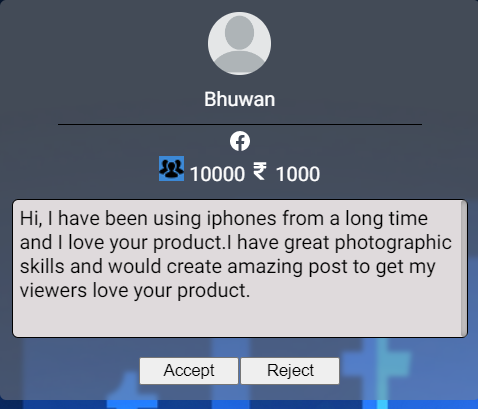 Bhuwan
10000 ₹ 1000
Hi, I have been using iphones from a long time
and I love your product.I have great photographic
skills and would create amazing post to get my
viewers love your product.
Accept Reject